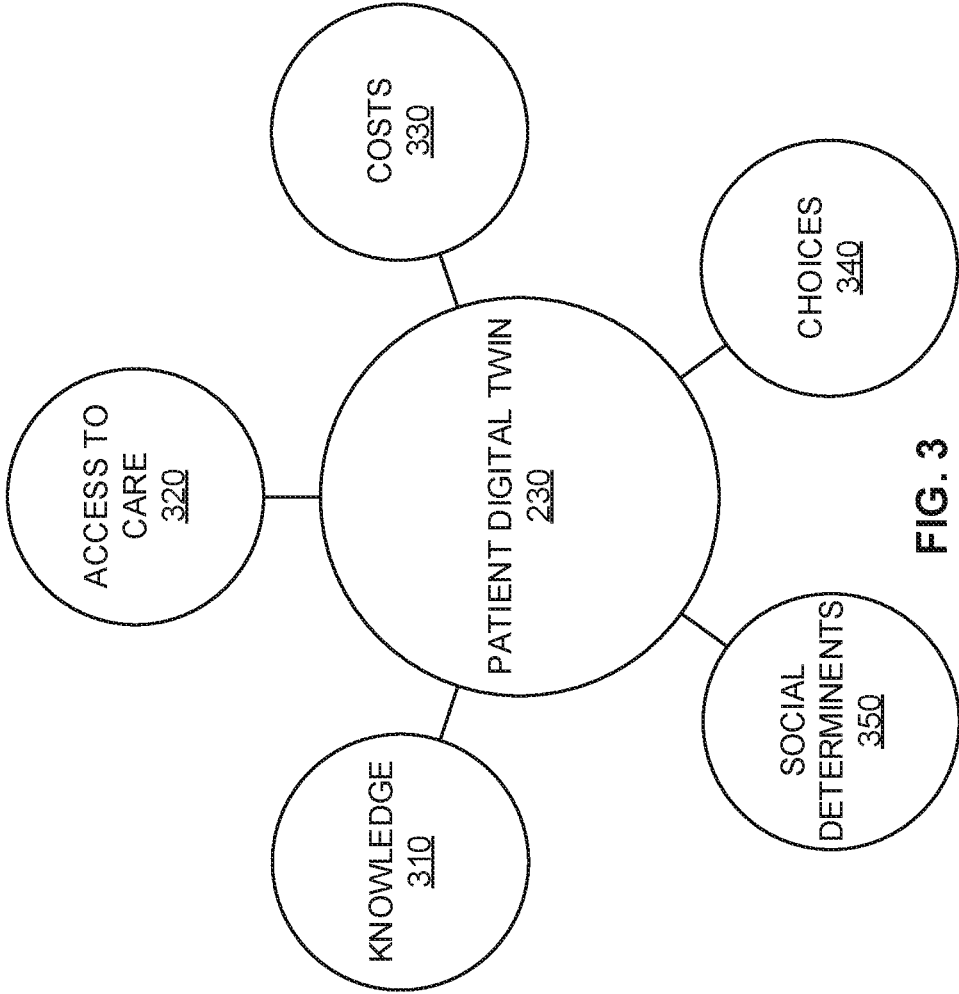 ACCESS TO
CARE
320
KNOWLEDGE
310
COSTS
330
PATIENT DIGITAL TWIN
230
SOCIAL
DETERMINENTS
350
CHOICES
340
FIG. 3